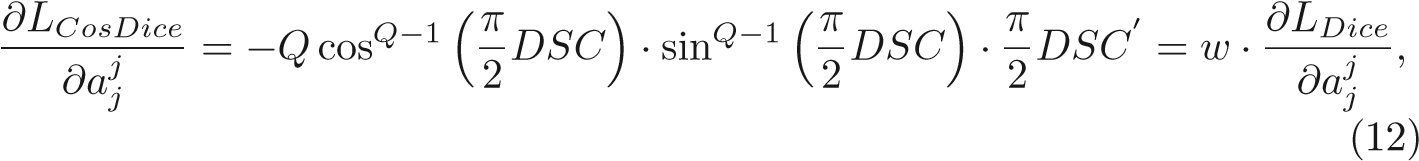 ∂L_{CosDice}/∂a_j^j = −Q cos^{Q−1} (π/2 DSC) · sin^{Q−1} (π/2 DSC) · π/2 DSC′ = w · ∂L_{Dice}/∂a_j^j,
(12)